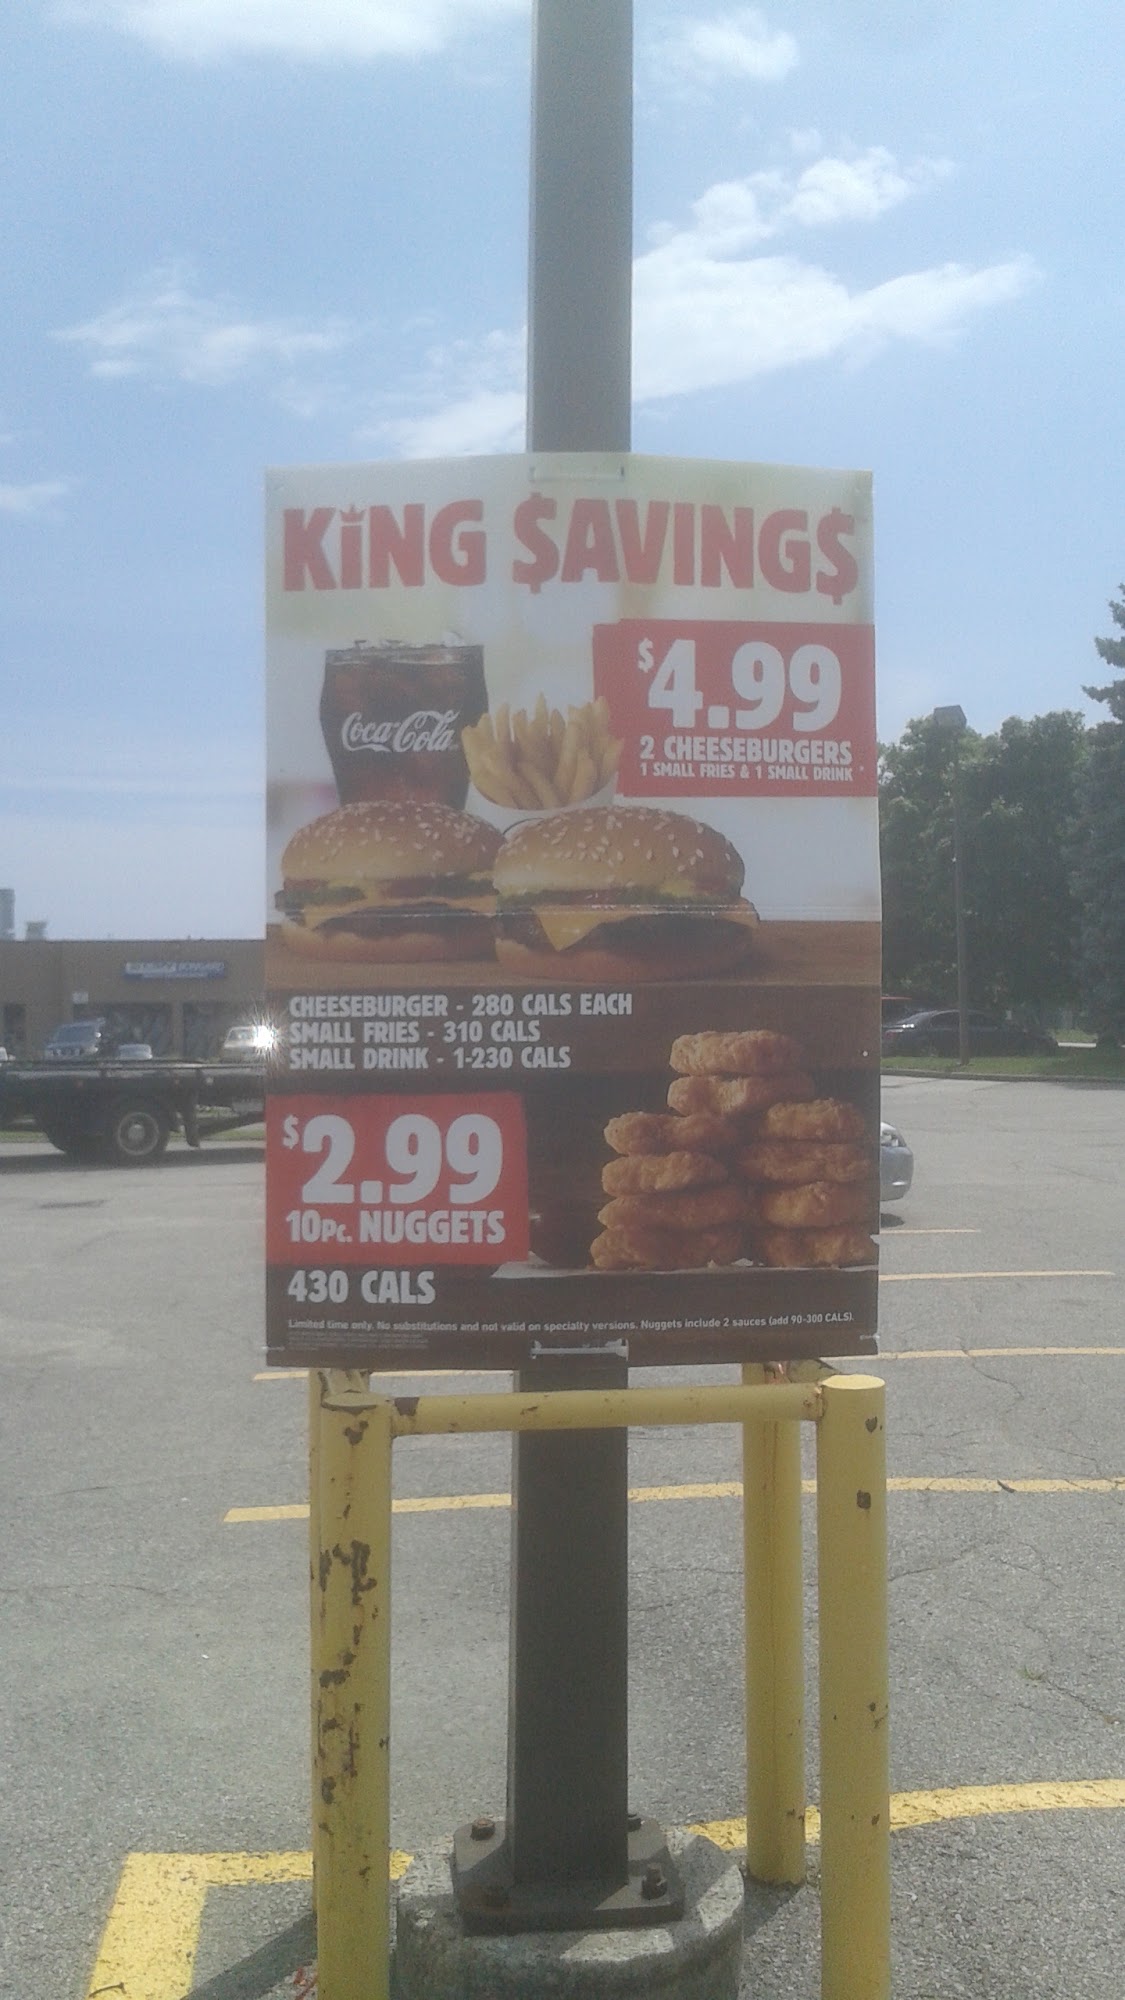 KiNG $AVING$
$4.99
2 CHEESEBURGERS
1 SMALL FRIES & 1 SMALL DRINK
Coca-Cola
CHEESEBURGER - 280 CALS EACH
SMALL FRIES - 310 CALS
SMALL DRINK - 1-230 CALS
$2.99
10Pc. NUGGETS
430 CALS
Limited time only. No substitutions and not valid on specialty versions. Nuggets include 2 sauces (add 90-300 CALS).